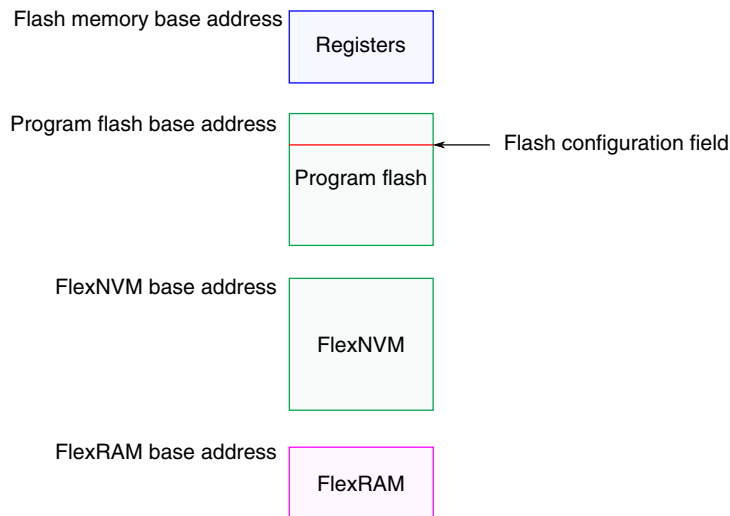 Flash memory base address
Registers
Program flash base address
Flash configuration field
Program flash
FlexNVM base address
FlexNVM
FlexRAM base address
FlexRAM